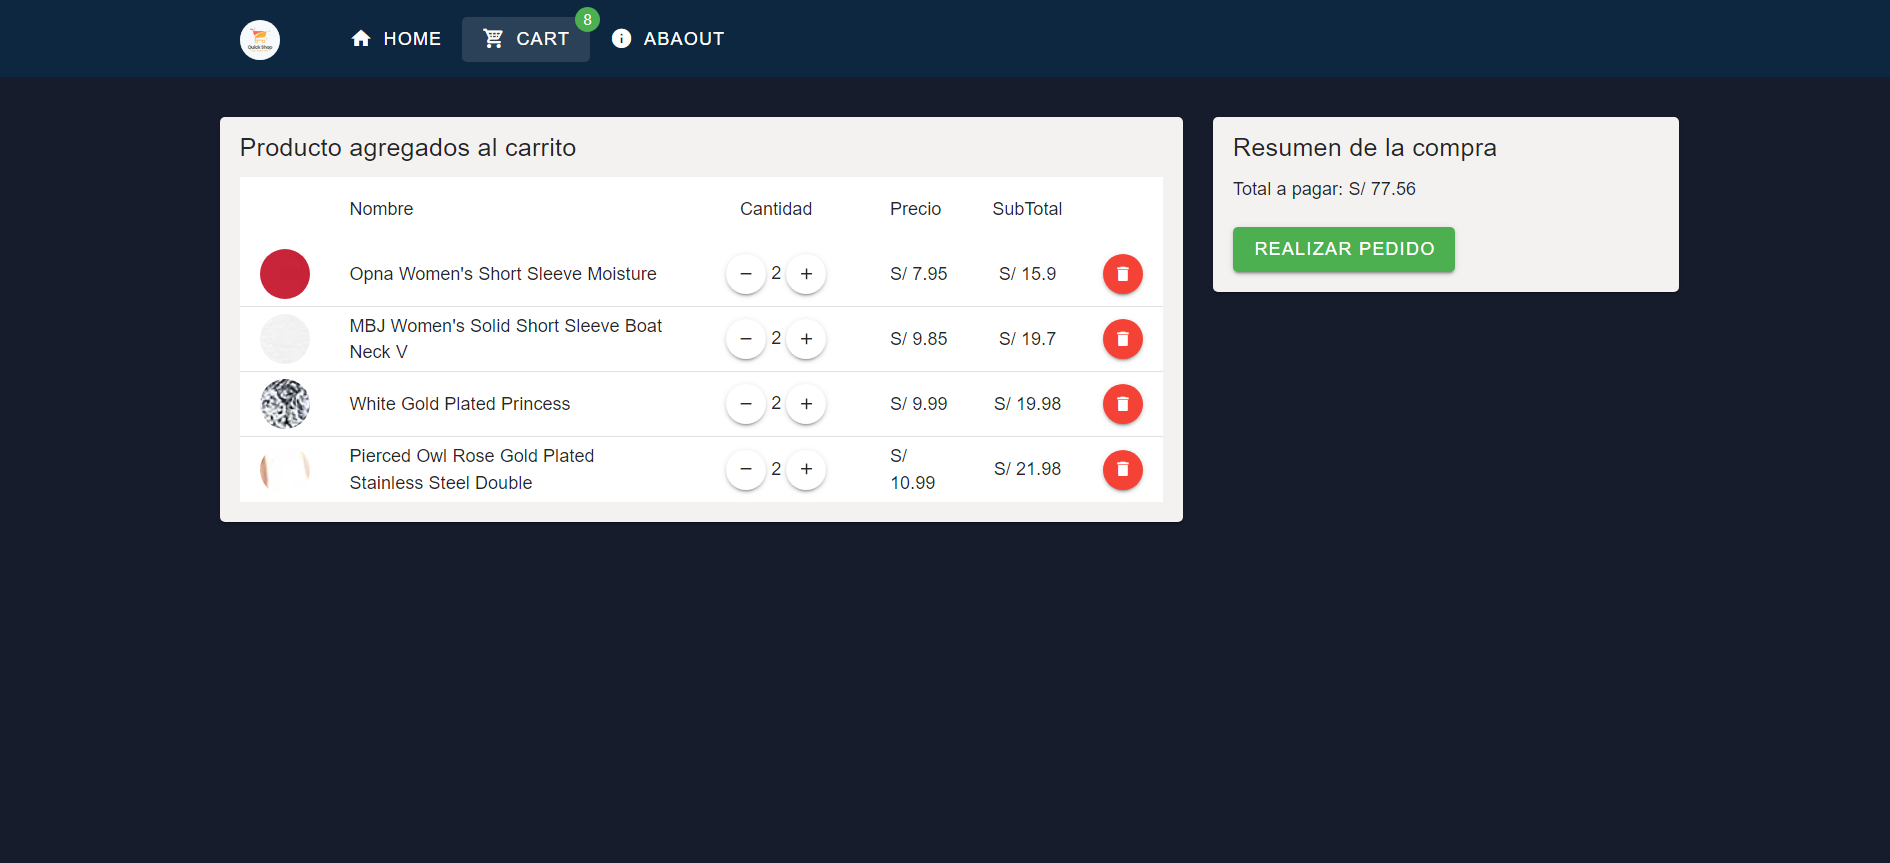 Quick Shop
HOME
CART
8
ABAOUT
Producto agregados al carrito
Nombre Cantidad Precio SubTotal
Opna Women's Short Sleeve Moisture − 2 + S/ 7.95 S/ 15.9
MBJ Women's Solid Short Sleeve Boat
Neck V − 2 + S/ 9.85 S/ 19.7
White Gold Plated Princess − 2 + S/ 9.99 S/ 19.98
Pierced Owl Rose Gold Plated
Stainless Steel Double − 2 + S/
10.99 S/ 21.98
Resumen de la compra
Total a pagar: S/ 77.56
REALIZAR PEDIDO